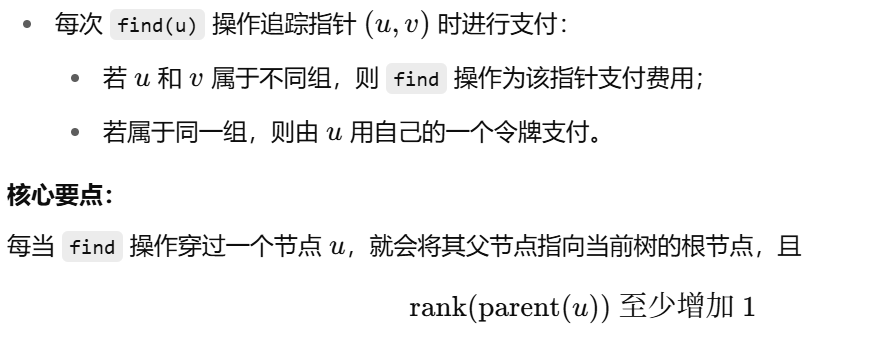 每次 find(u) 操作追踪指针 (u, v) 时进行支付：
若 u 和 v 属于不同组，则 find 操作为该指针支付费用；
若属于同一组，则由 u 用自己的一个令牌支付。
核心要点：
每当 find 操作穿过一个节点 u，就会将其父节点指向当前树的根节点，且
rank(parent(u)) 至少增加 1